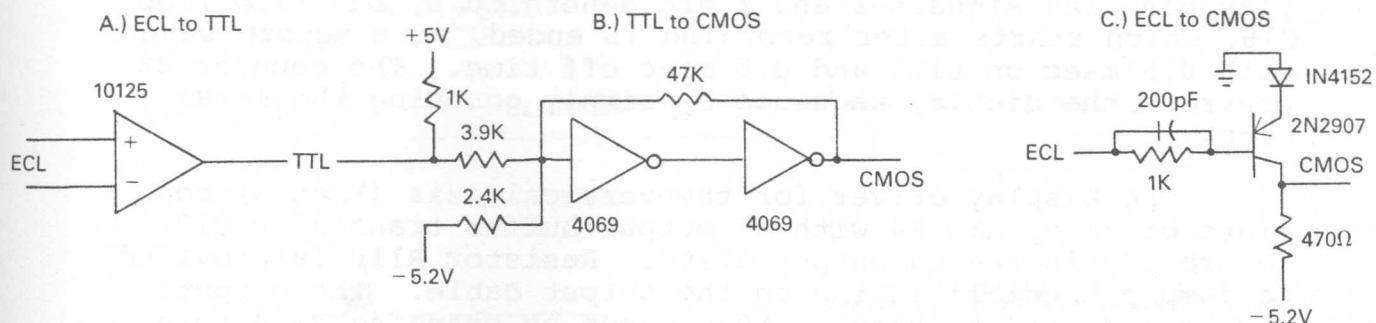 A.) ECL to TTL
B.) TTL to CMOS
C.) ECL to CMOS
+5V
47K
IN4152
10125
1K
200pF
3.9K
2N2907
+
ECL
TTL
ECL
CMOS
−
CMOS
1K
2.4K
4069
4069
470Ω
−5.2V
−5.2V